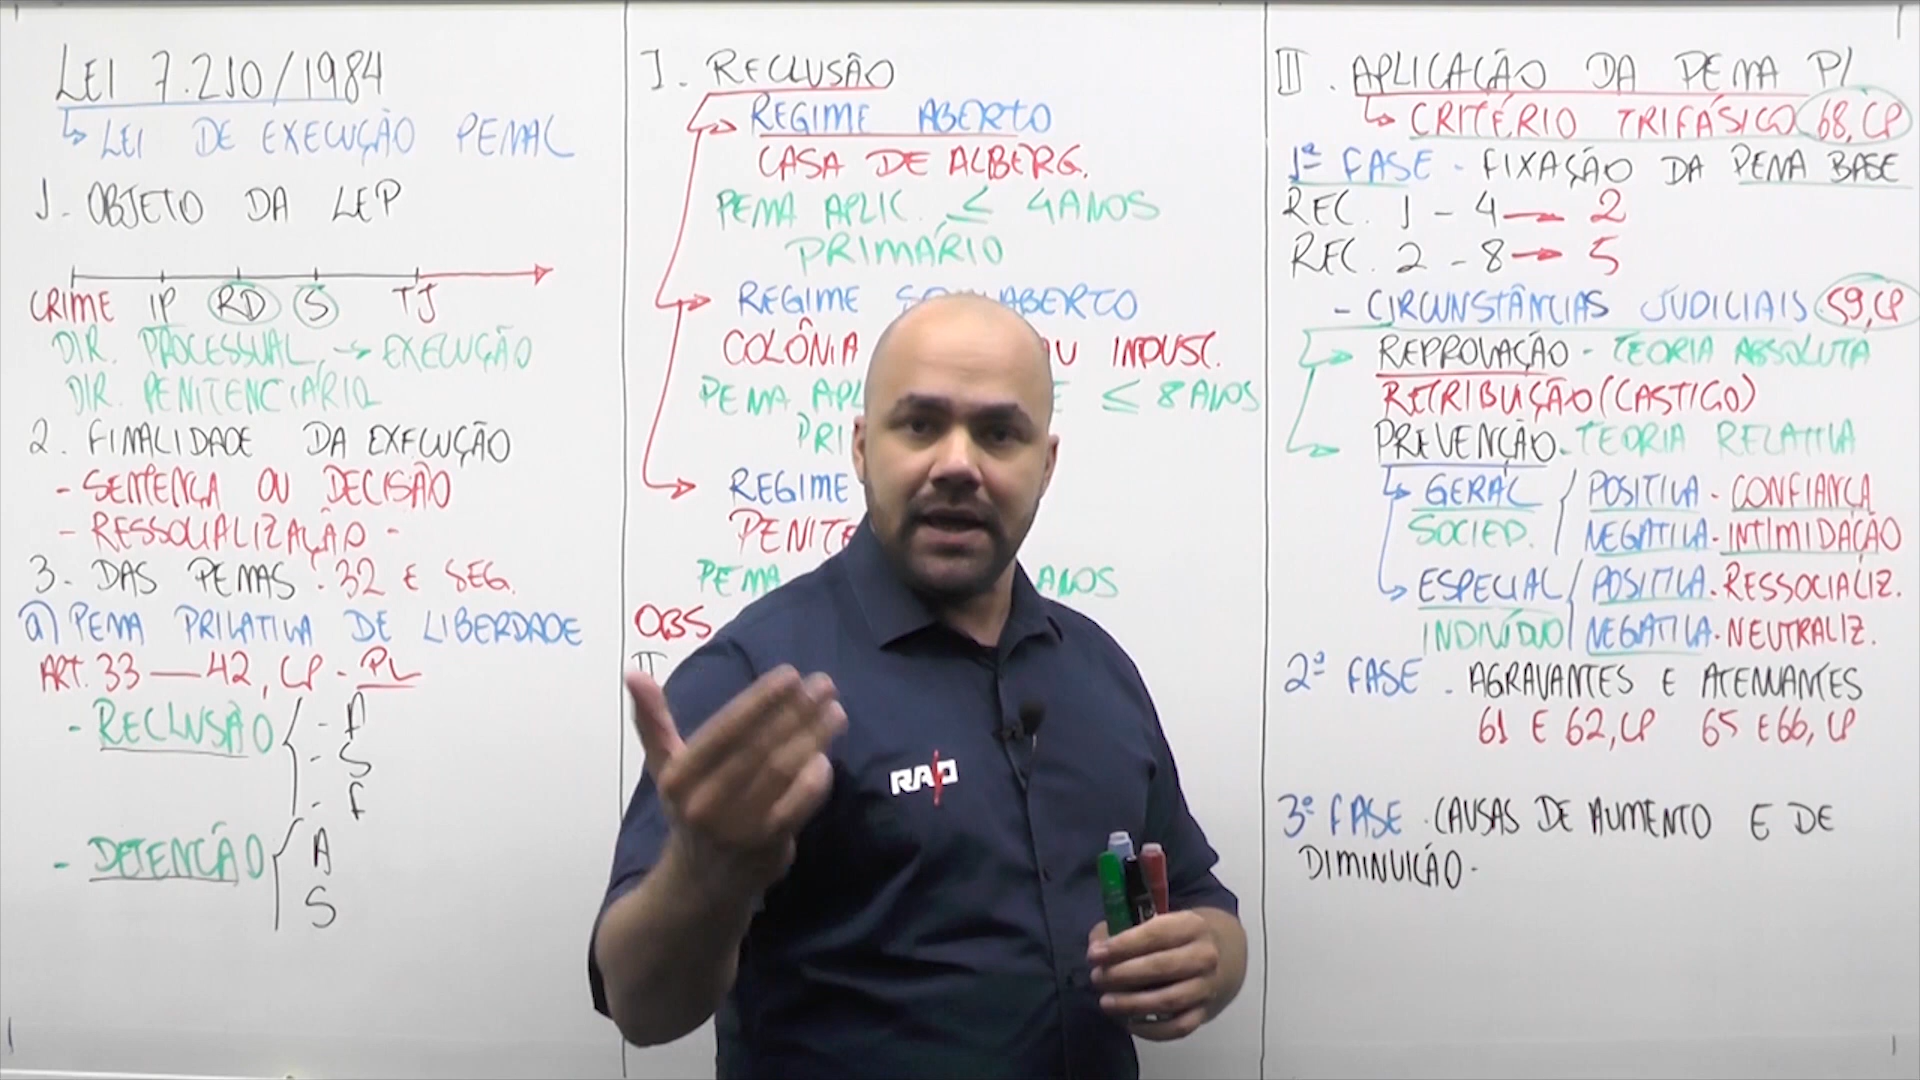 LEI 7.210/1984
LEI DE EXECUÇÃO PENAL
1. OBJETO DA LEP
CRIME IP RD S TJ
DIR. PROCESSUAL → EXECUÇÃO
DIR. PENITENCIÁRIO
2. FINALIDADE DA EXECUÇÃO
- SENTENÇA OU DECISÃO
- RESSOCIALIZAÇÃO -
3. DAS PENAS: 32 E SEG.
a) PENA PRIVATIVA DE LIBERDADE
ART. 33 — 42, CP - PL
- RECLUSÃO { - A
- S
- F
- DETENÇÃO { A
S
I. RECLUSÃO
REGIME ABERTO
CASA DE ALBERG.
PENA APLIC. ≤ 4 ANOS
PRIMÁRIO
REGIME ABERTO
COLÔNIA OU INDUST.
PENA ≤ 8 ANOS
REGIME
PENA ANOS
OBS
II
III. APLICAÇÃO DA PENA P/
CRITÉRIO TRIFÁSICO 68, CP
1ª FASE - FIXAÇÃO DA PENA BASE
REC. 1 - 4 → 2
REC. 2 - 8 → 5
- CIRCUNSTÂNCIAS JUDICIAIS. 59, CP
REPROVAÇÃO - TEORIA ABSOLUTA
RETRIBUIÇÃO (CASTIGO)
PREVENÇÃO - TEORIA RELATIVA
GERAL / POSITIVA - CONFIANÇA
SOCIED. NEGATIVA - INTIMIDAÇÃO
ESPECIAL / POSITIVA - RESSOCIALIZ.
INDIVÍDUO NEGATIVA - NEUTRALIZ.
2ª FASE - AGRAVANTES E ATENUANTES
61 E 62, CP 65 E 66, CP
3ª FASE - CAUSAS DE AUMENTO E DE
DIMINUIÇÃO.